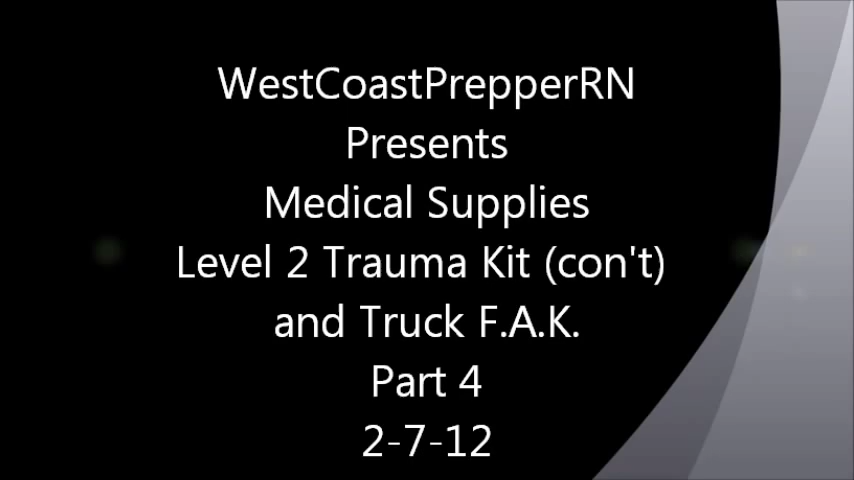 WestCoastPrepperRN
Presents
Medical Supplies
Level 2 Trauma Kit (con't)
and Truck F.A.K.
Part 4
2-7-12